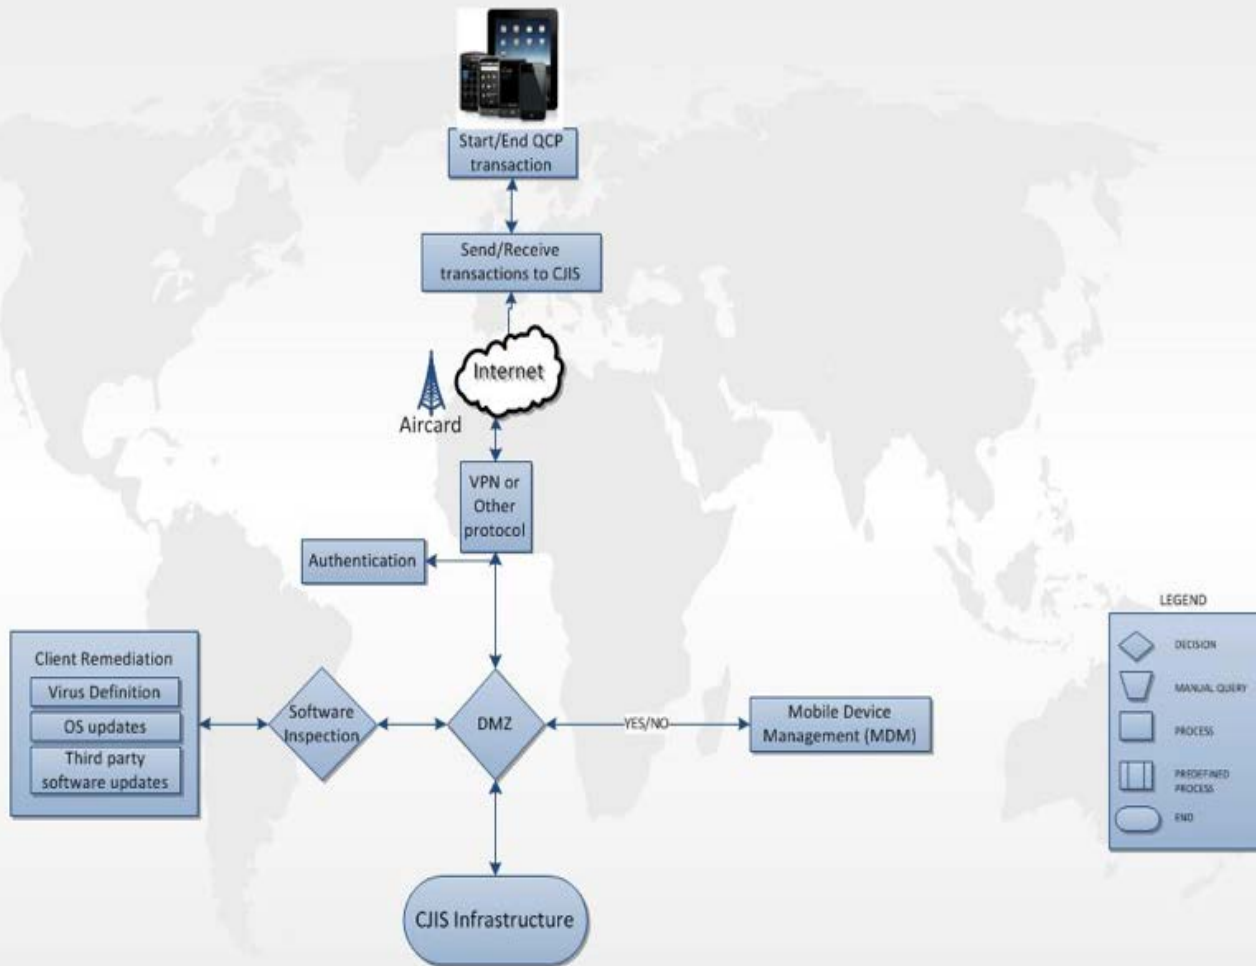 Start/End QCP
transaction
Send/Receive
transactions to CJIS
Internet
Aircard
VPN or
Other
protocol
Authentication
Client Remediation
Virus Definition
OS updates
Third party
software updates
Software
Inspection
DMZ
YES/NO
Mobile Device
Management (MDM)
CJIS Infrastructure
LEGEND
DECISION
MANUAL QUERY
PROCESS
PREDEFINED
PROCESS
END